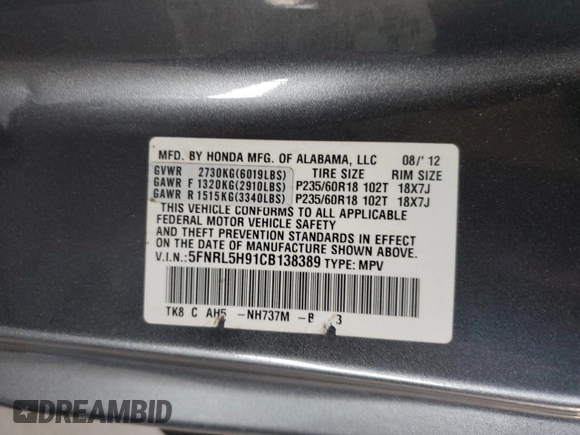 MFD. BY HONDA MFG. OF ALABAMA, LLC 08/' 12
GVWR 2730KG(6019LBS) TIRE SIZE RIM SIZE
GAWR F 1320KG(2910LBS) P235/60R18 102T 18X7J
GAWR R 1515KG(3340LBS) P235/60R18 102T 18X7J
THIS VEHICLE CONFORMS TO ALL APPLICABLE
FEDERAL MOTOR VEHICLE SAFETY
AND THEFT PREVENTION STANDARDS IN EFFECT
ON THE DATE OF MANUFACTURE SHOWN ABOVE.
V.I.N.: 5FNRL5H91CB138389 TYPE: MPV
TK8 C AH5 -NH737M -B 3
DREAMBID